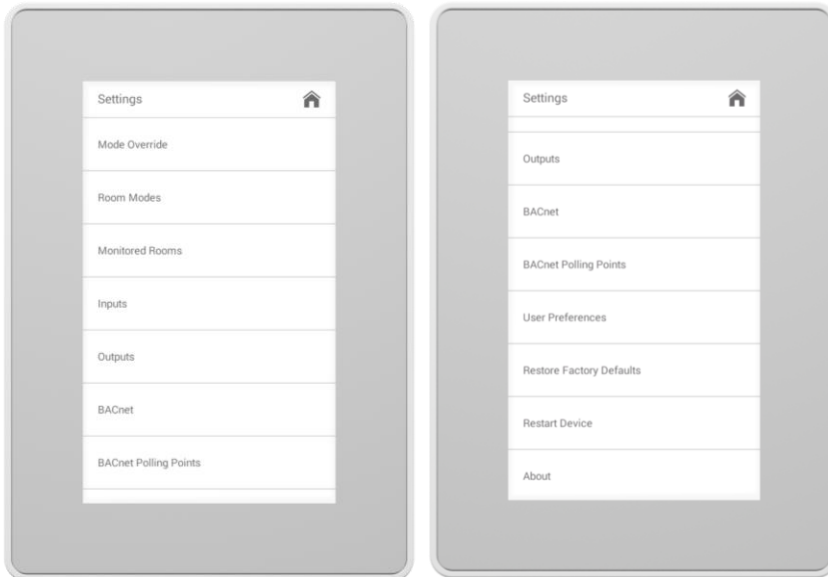 Settings
Mode Override
Room Modes
Monitored Rooms
Inputs
Outputs
BACnet
BACnet Polling Points
Settings
Outputs
BACnet
BACnet Polling Points
User Preferences
Restore Factory Defaults
Restart Device
About